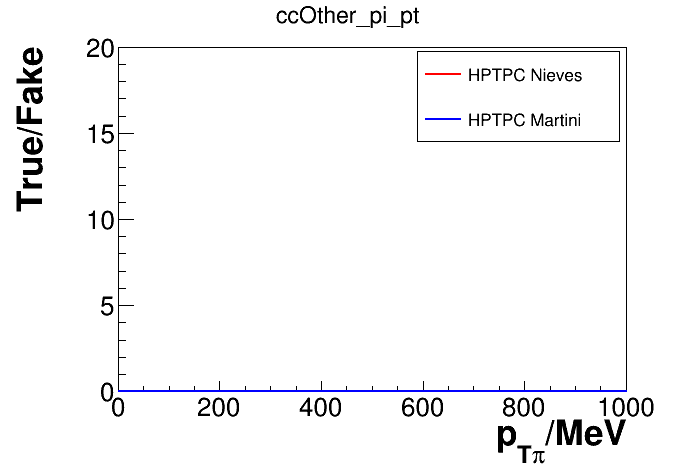 ccOther_pi_pt
True/Fake
20
15
10
5
0
HPTPC Nieves
HPTPC Martini
0 200 400 600 800 1000
p_Tπ/MeV